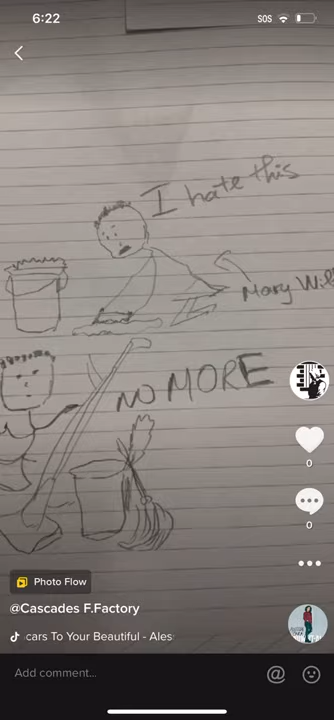 6:22
SOS
I hate this
Mary Wil
NO MORE
0
0
Photo Flow
@Cascades F.Factory
cars To Your Beautiful - Ales
Add comment...